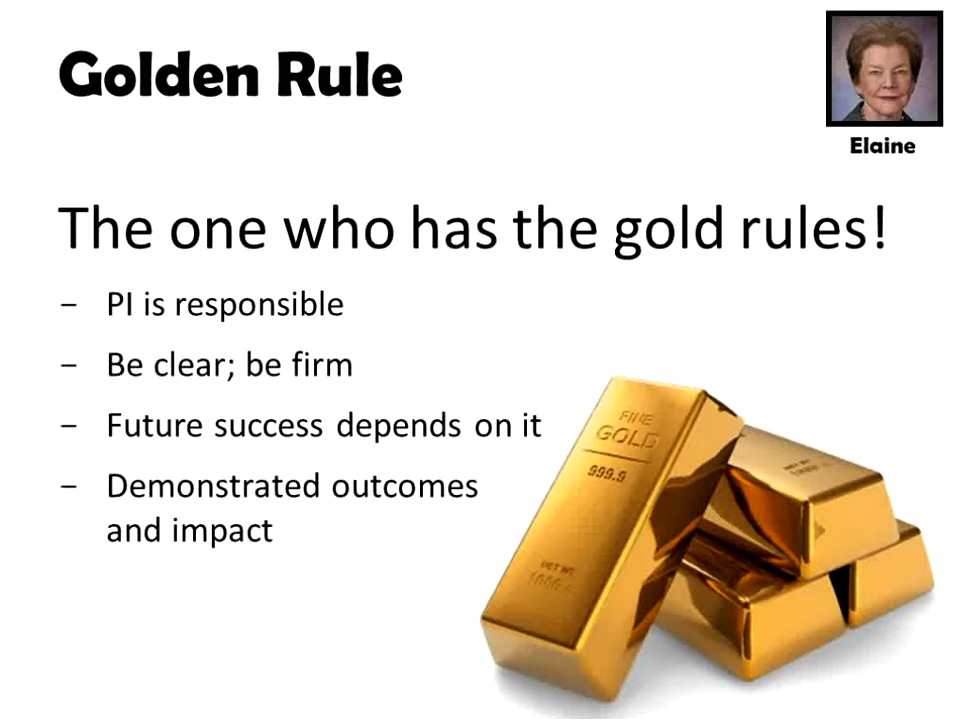 Golden Rule
Elaine
The one who has the gold rules!
− PI is responsible
− Be clear; be firm
− Future success depends on it
− Demonstrated outcomes
and impact
FINE
GOLD
999.9
NET WT
1000 g